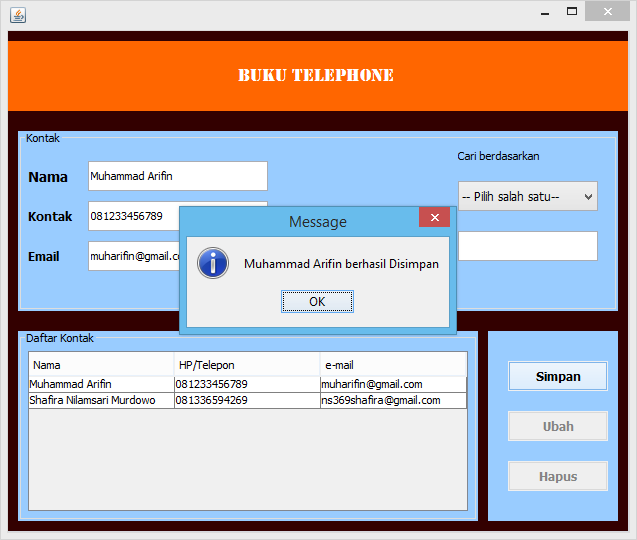 BUKU TELEPHONE
Kontak
Cari berdasarkan
Nama
Muhammad Arifin
-- Pilih salah satu--
Kontak
081233456789
Email
muharifin@gmail.co
Message
Muhammad Arifin berhasil Disimpan
OK
Daftar Kontak
Nama HP/Telepon e-mail
Muhammad Arifin 081233456789 muharifin@gmail.com
Shafira Nilamsari Murdowo 081336594269 ns369shafira@gmail.com
Simpan
Ubah
Hapus